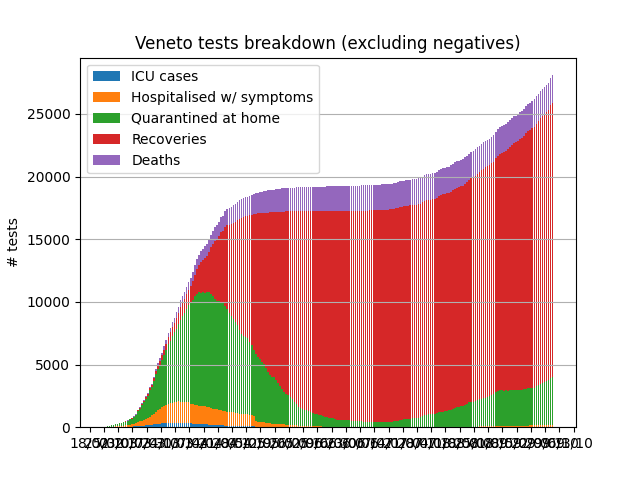 Veneto tests breakdown (excluding negatives)
ICU cases
Hospitalised w/ symptoms
Quarantined at home
Recoveries
Deaths
# tests
25000
20000
15000
10000
5000
0